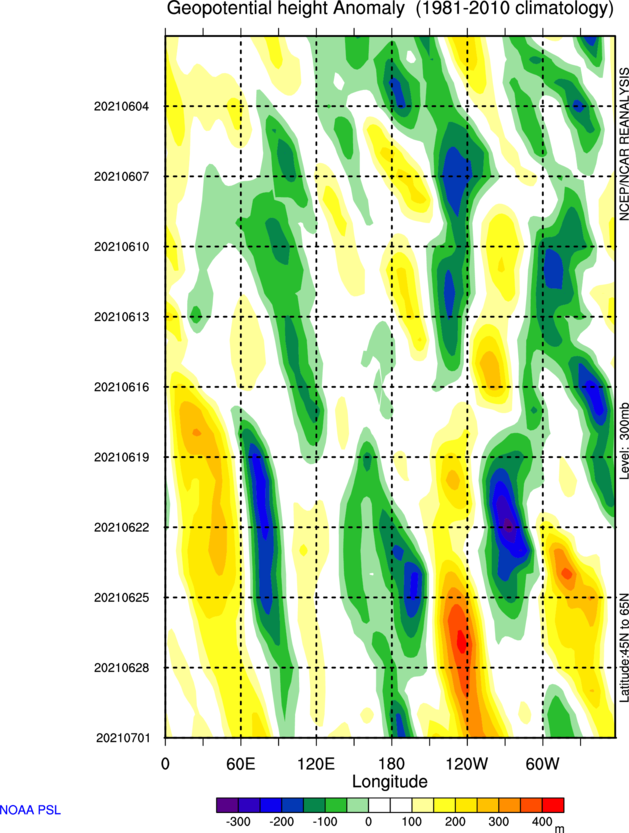 Geopotential height Anomaly (1981-2010 climatology)
NCEP/NCAR REANALYSIS
Level: 300mb
Latitude:45N to 65N
20210604
20210607
20210610
20210613
20210616
20210619
20210622
20210625
20210628
20210701
0 60E 120E 180 120W 60W
Longitude
NOAA PSL
-300 -200 -100 0 100 200 300 400
m